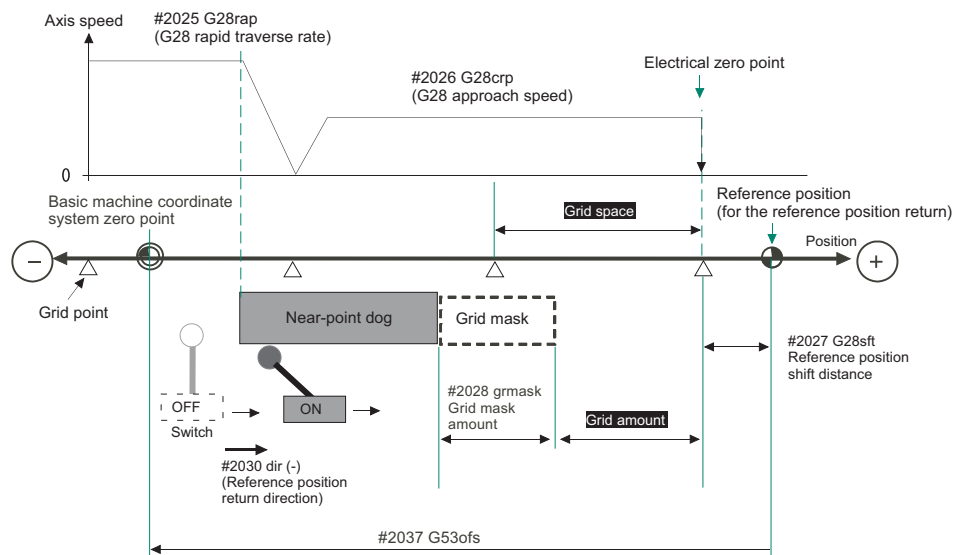 Axis speed
#2025 G28rap
(G28 rapid traverse rate)
#2026 G28crp
(G28 approach speed)
Electrical zero point
0
Basic machine coordinate
system zero point
Grid space
Reference position
(for the reference position return)
Position
−
+
Grid point
Near-point dog
Grid mask
#2027 G28sft
Reference position
shift distance
OFF
Switch
ON
#2028 grmask
Grid mask
amount
Grid amount
#2030 dir (-)
(Reference position
return direction)
#2037 G53ofs